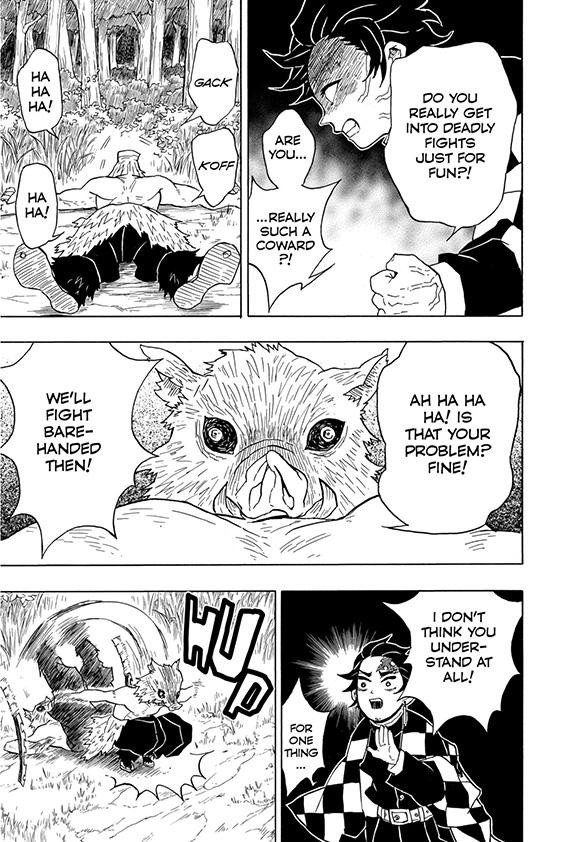 DO YOU
REALLY GET
INTO DEADLY
FIGHTS
JUST FOR
FUN?!
ARE
YOU...
...REALLY
SUCH A
COWARD
?!
GACK
KOFF
HA
HA
HA!
HA
HA!
AH HA HA
HA! IS
THAT YOUR
PROBLEM?
FINE!
WE'LL
FIGHT
BARE-
HANDED
THEN!
I DON'T
THINK YOU
UNDER-
STAND AT
ALL!
FOR
ONE
THING
...
HUP